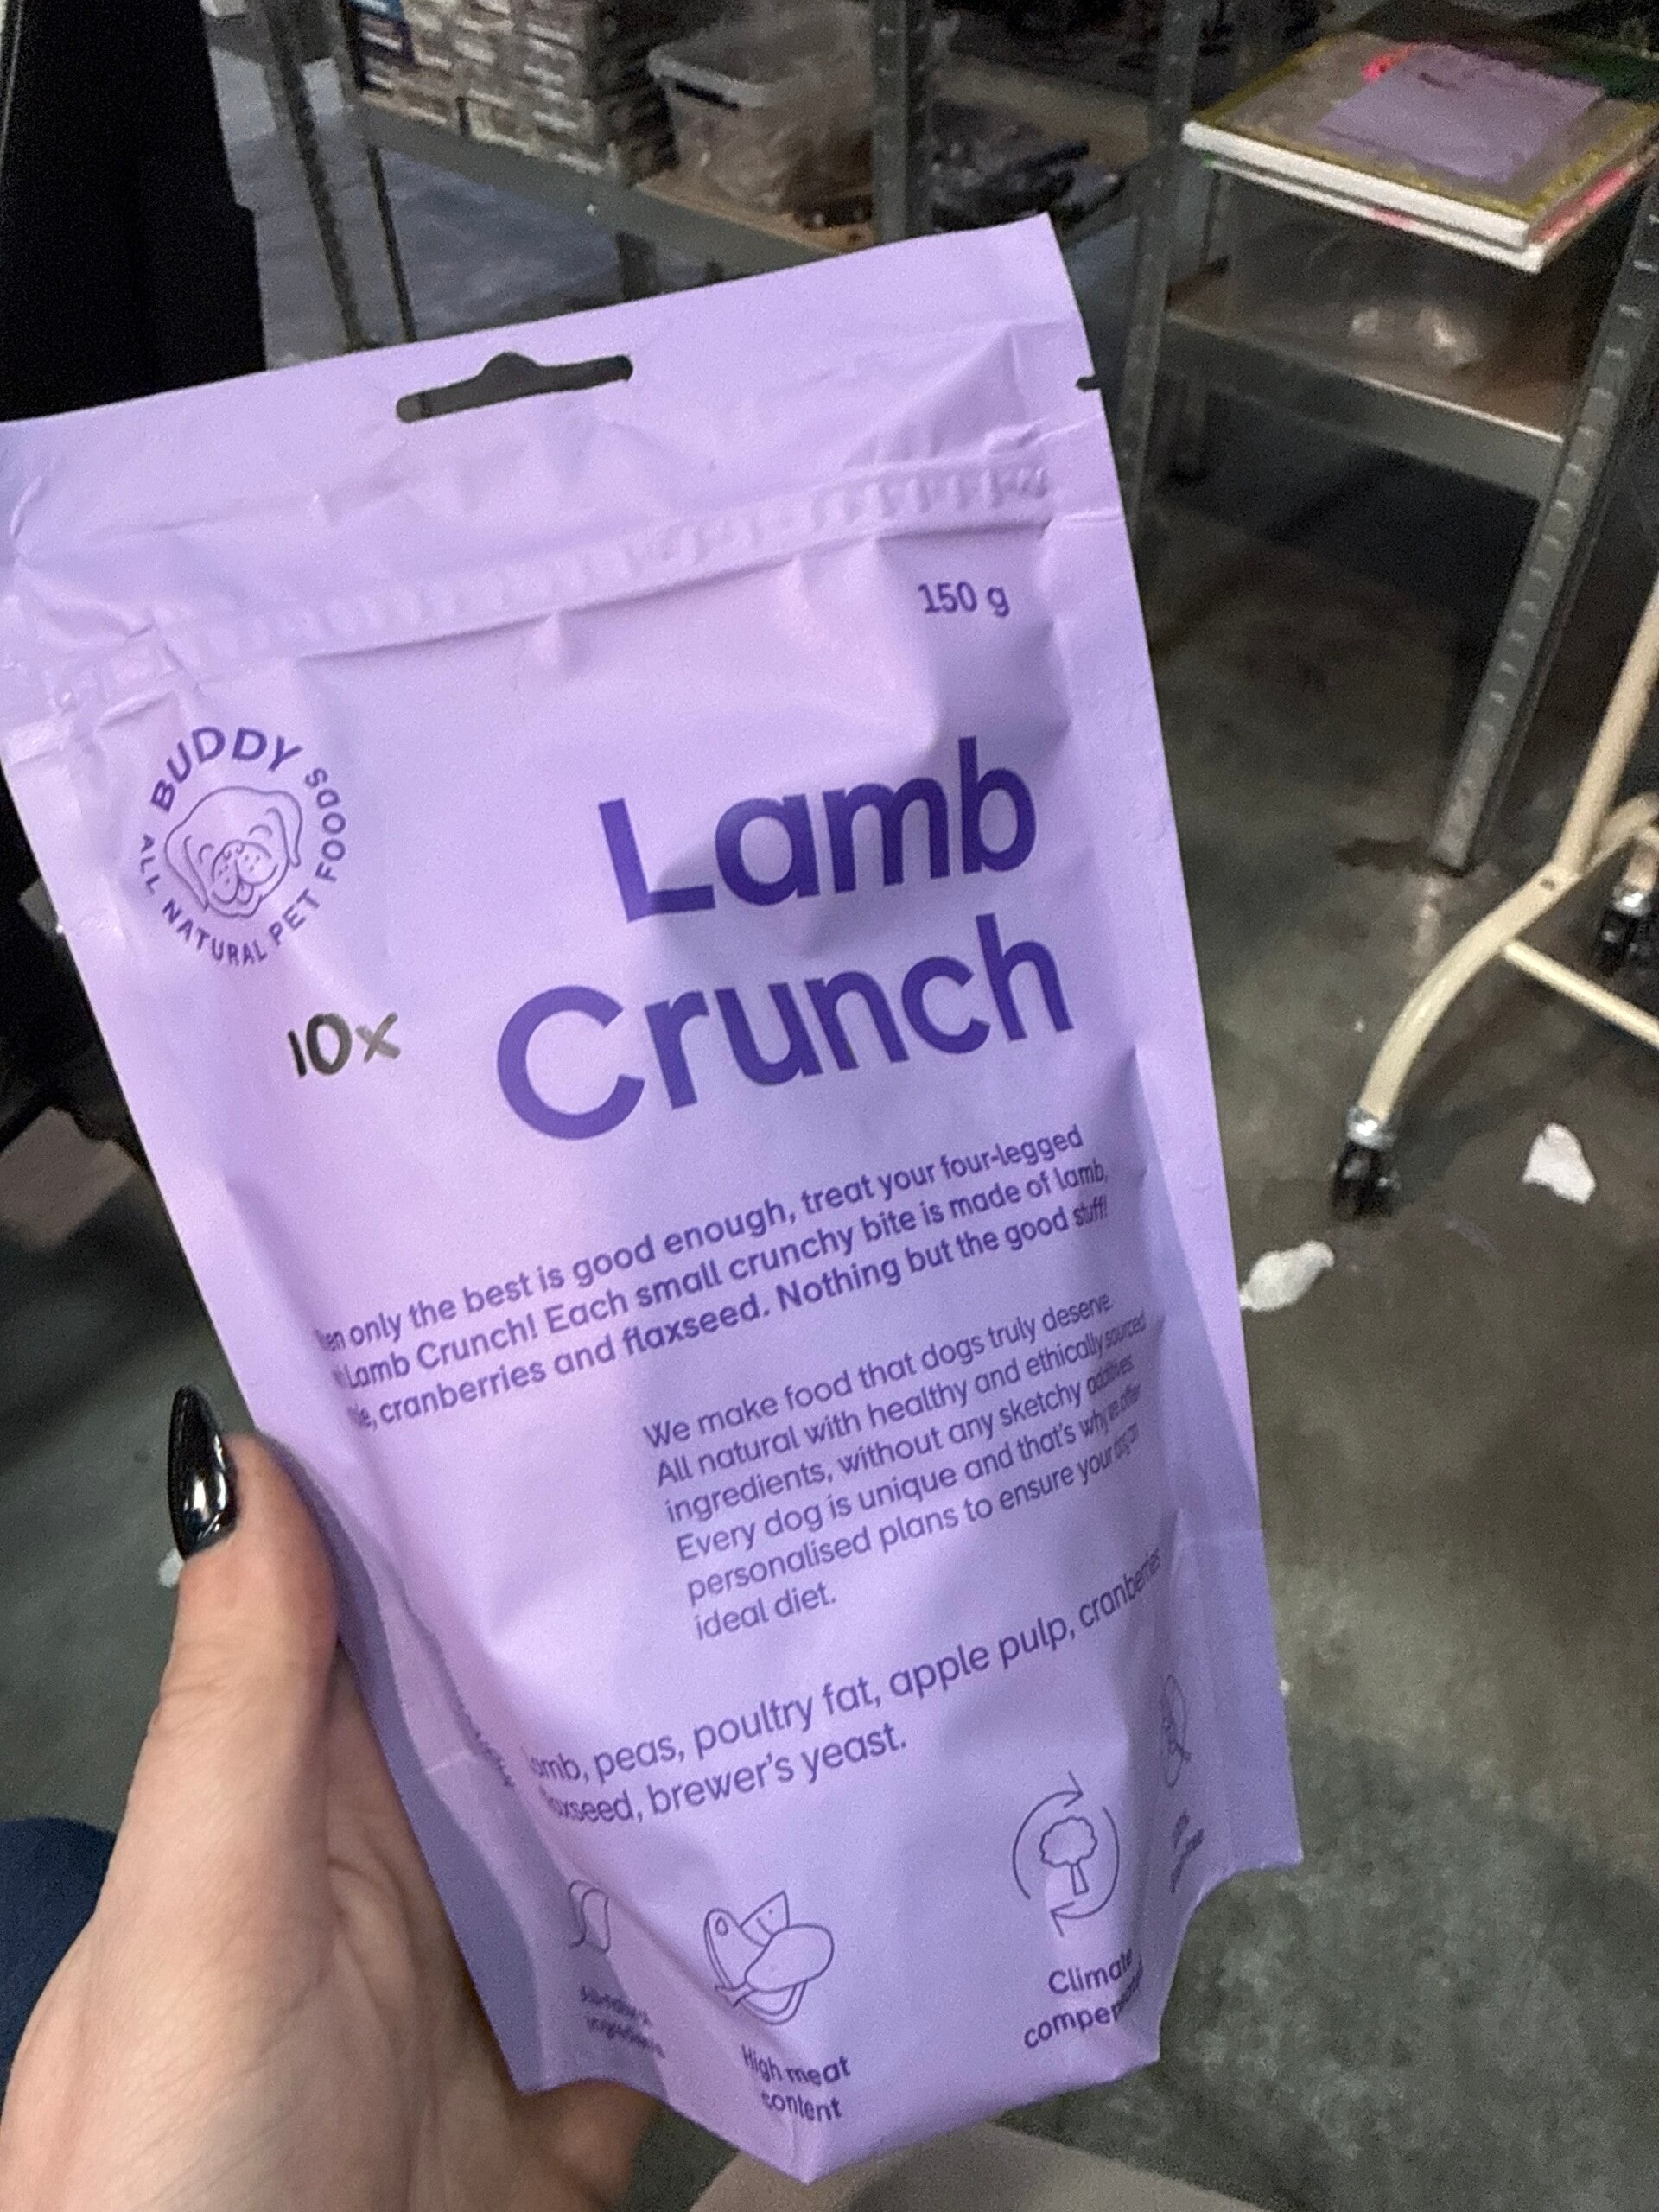 150 g
BUDDY FOODS
ALL NATURAL PET
Lamb
Crunch
10x
only the best is good enough, treat your four-legged
Lamb Crunch! Each small crunchy bite is made of lamb,
cranberries and flaxseed. Nothing but the good stuff!
We make food that dogs truly deserve.
All natural with healthy and ethically sourced
ingredients, without any sketchy additives.
Every dog is unique and that's why we offer
personalised plans to ensure your dog
ideal diet.
peas, poultry fat, apple pulp, cranberries
brewer's yeast.
High meat
content
Climate